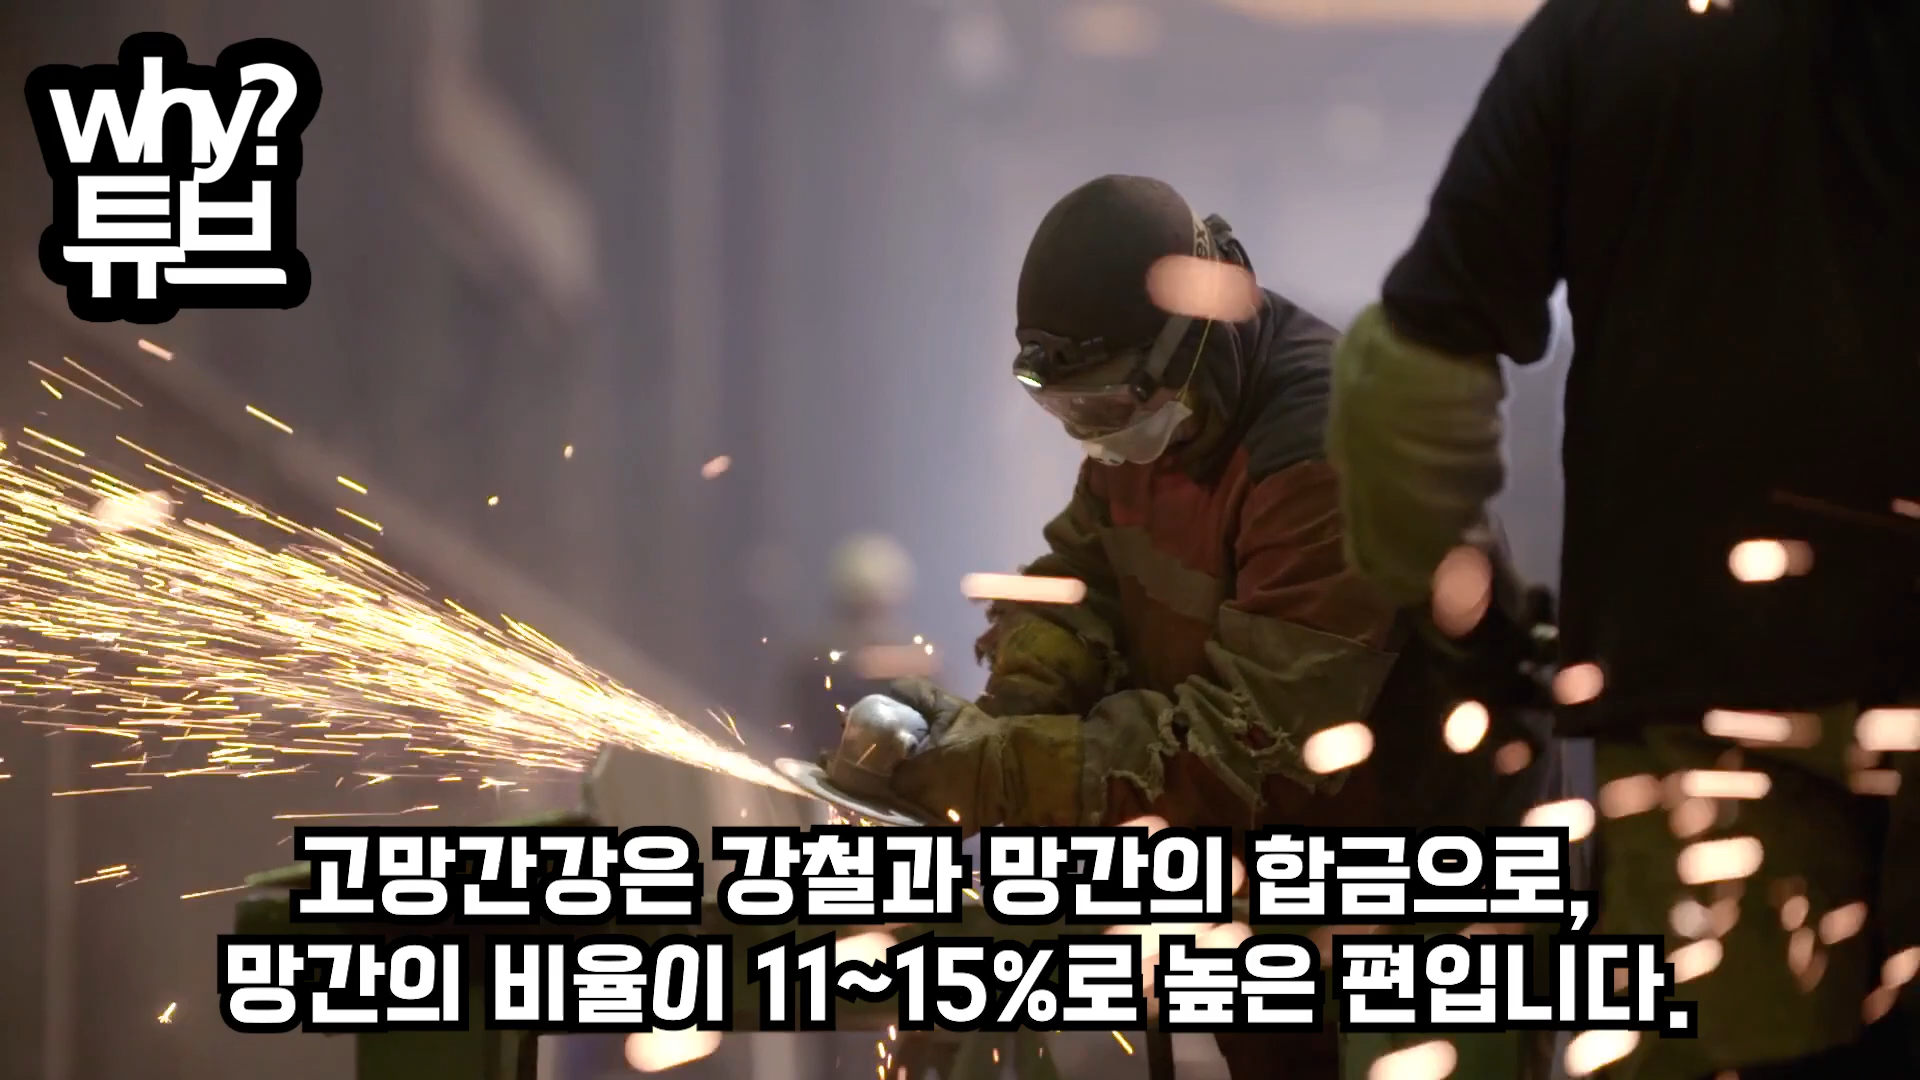 why?
튜브
고망간강은 강철과 망간의 합금으로,
망간의 비율이 11~15%로 높은 편입니다.